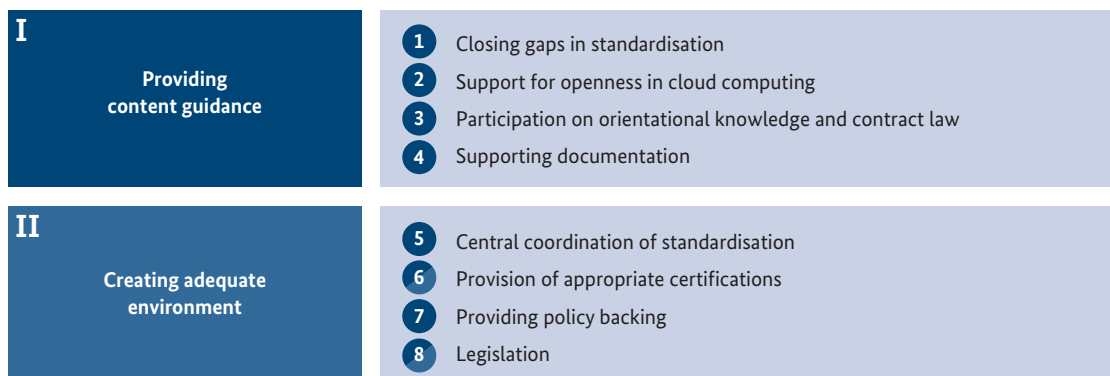 I
Providing
content guidance
1 Closing gaps in standardisation
2 Support for openness in cloud computing
3 Participation on orientational knowledge and contract law
4 Supporting documentation
II
Creating adequate
environment
5 Central coordination of standardisation
6 Provision of appropriate certifications
7 Providing policy backing
8 Legislation